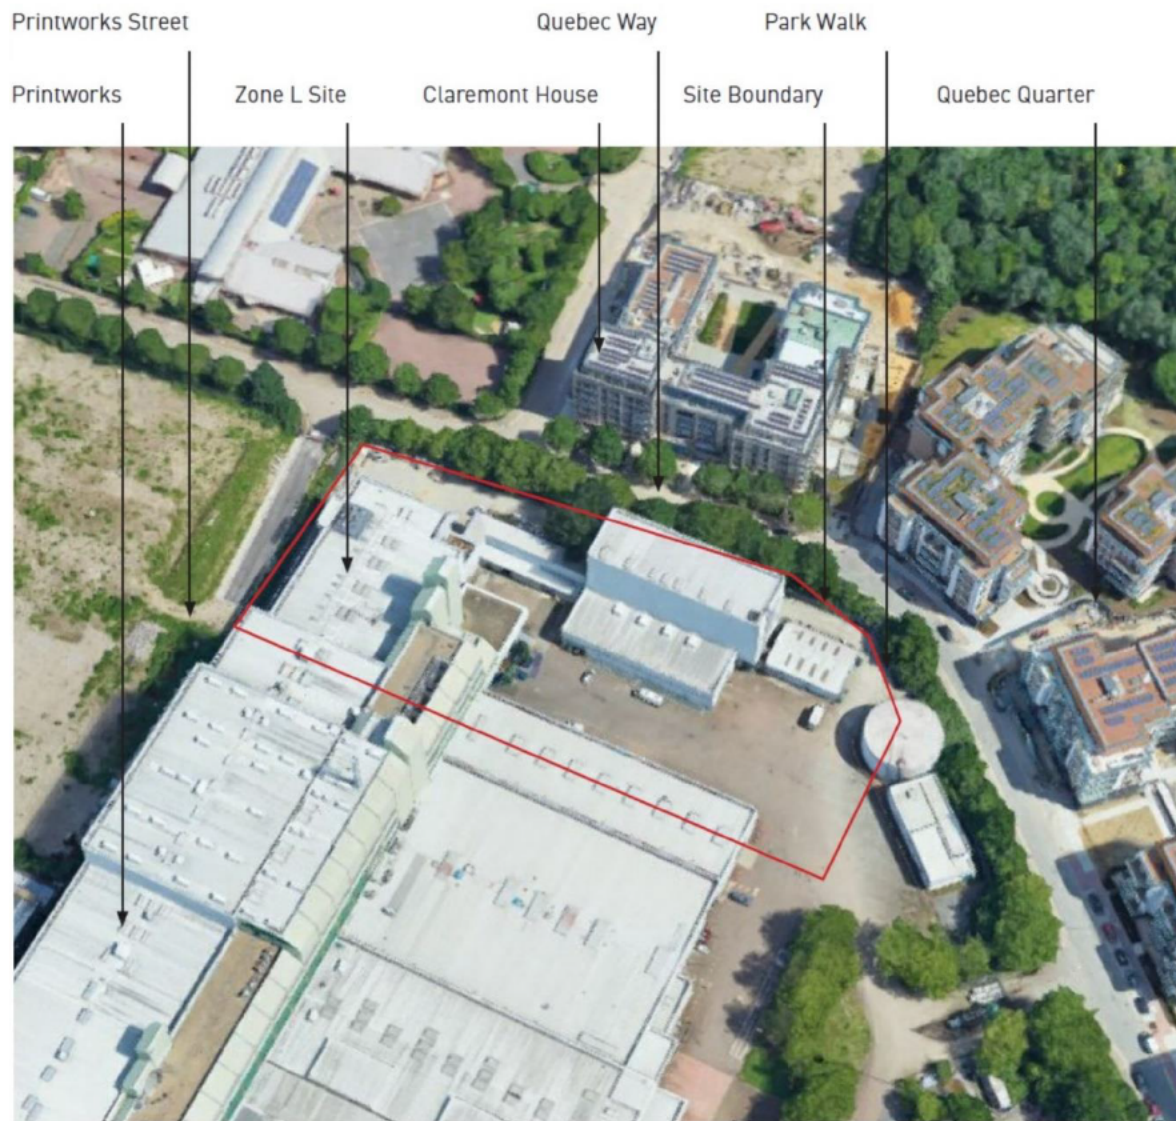 Printworks Street
Quebec Way
Park Walk
Printworks
Zone L Site
Claremont House
Site Boundary
Quebec Quarter